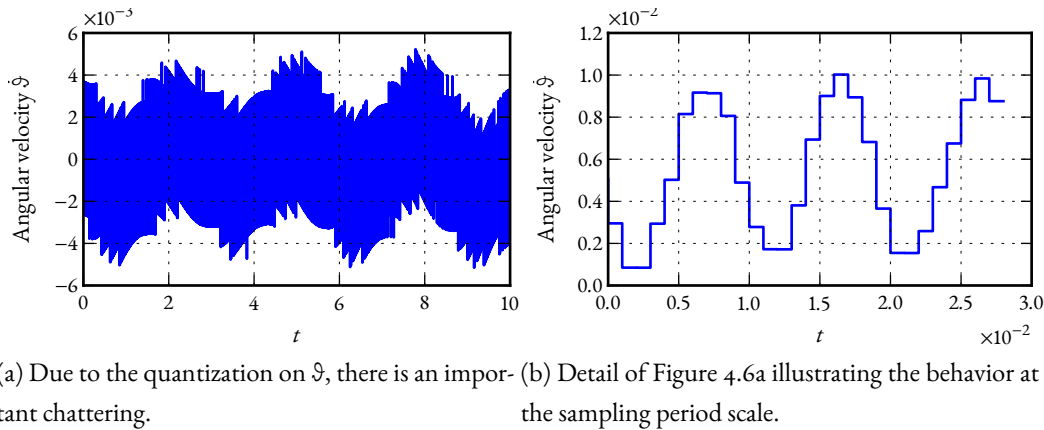 ×10⁻³
6
4
2
0
−2
−4
−6
Angular velocity ϑ̇
0 2 4 6 8 10
t
×10⁻²
1.2
1.0
0.8
0.6
0.4
0.2
0.0
Angular velocity ϑ̇
0.5 1.0 1.5 2.0 2.5 3.0
t
×10⁻²
(a) Due to the quantization on ϑ, there is an impor-
tant chattering.
(b) Detail of Figure 4.6a illustrating the behavior at
the sampling period scale.